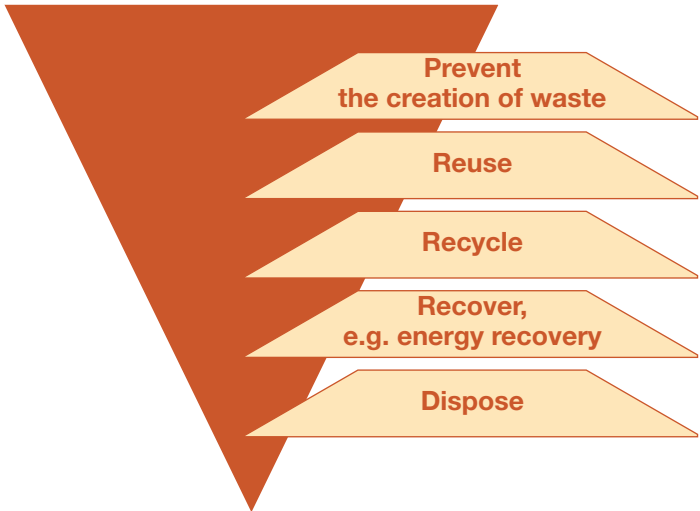 Prevent
the creation of waste
Reuse
Recycle
Recover,
e.g. energy recovery
Dispose